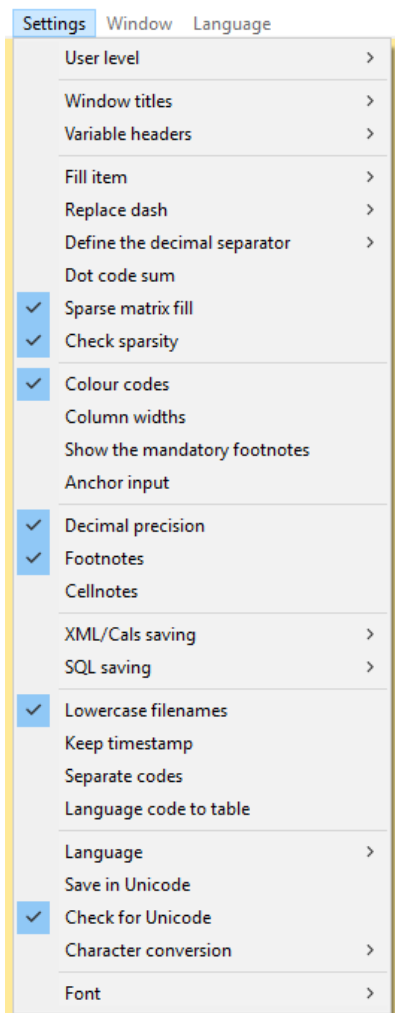 Settings Window Language
User level
Window titles
Variable headers
Fill item
Replace dash
Define the decimal separator
Dot code sum
Sparse matrix fill
Check sparsity
Colour codes
Column widths
Show the mandatory footnotes
Anchor input
Decimal precision
Footnotes
Cellnotes
XML/Cals saving
SQL saving
Lowercase filenames
Keep timestamp
Separate codes
Language code to table
Language
Save in Unicode
Check for Unicode
Character conversion
Font